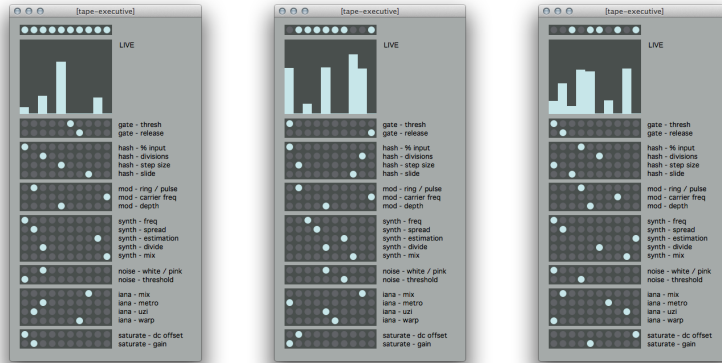 [tape-executive]
LIVE
gate - thresh
gate - release
hash - % input
hash - divisions
hash - step size
hash - slide
mod - ring / pulse
mod - carrier freq
mod - depth
synth - freq
synth - spread
synth - estimation
synth - divide
synth - mix
noise - white / pink
noise - threshold
iana - mix
iana - metro
iana - uzi
iana - warp
saturate - dc offset
saturate - gain
[tape-executive]
LIVE
gate - thresh
gate - release
hash - % input
hash - divisions
hash - step size
hash - slide
mod - ring / pulse
mod - carrier freq
mod - depth
synth - freq
synth - spread
synth - estimation
synth - divide
synth - mix
noise - white / pink
noise - threshold
iana - mix
iana - metro
iana - uzi
iana - warp
saturate - dc offset
saturate - gain
[tape-executive]
LIVE
gate - thresh
gate - release
hash - % input
hash - divisions
hash - step size
hash - slide
mod - ring / pulse
mod - carrier freq
mod - depth
synth - freq
synth - spread
synth - estimation
synth - divide
synth - mix
noise - white / pink
noise - threshold
iana - mix
iana - metro
iana - uzi
iana - warp
saturate - dc offset
saturate - gain